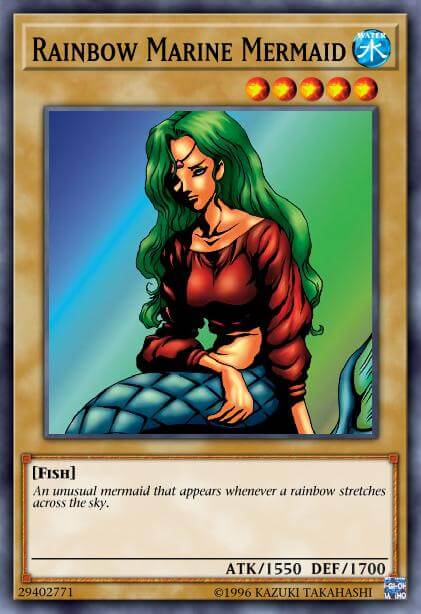 RAINBOW MARINE MERMAID
WATER
水
[FISH]
An unusual mermaid that appears whenever a rainbow stretches
across the sky.
ATK/1550 DEF/1700
29402771
©1996 KAZUKI TAKAHASHI